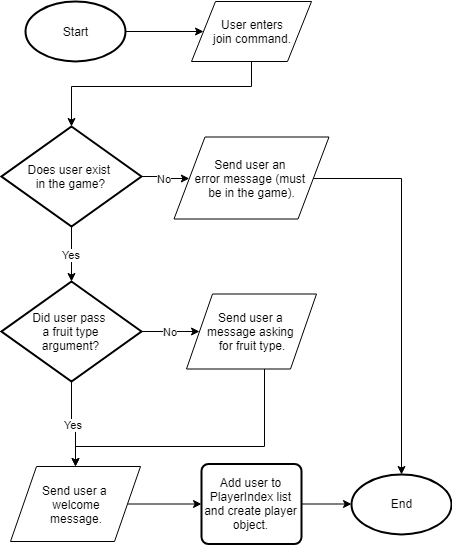 Start
User enters
join command.
Does user exist
in the game?
No
Send user an
error message (must
be in the game).
Yes
Did user pass
a fruit type
argument?
No
Send user a
message asking
for fruit type.
Yes
Send user a
welcome
message.
Add user to
PlayerIndex list
and create player
object.
End